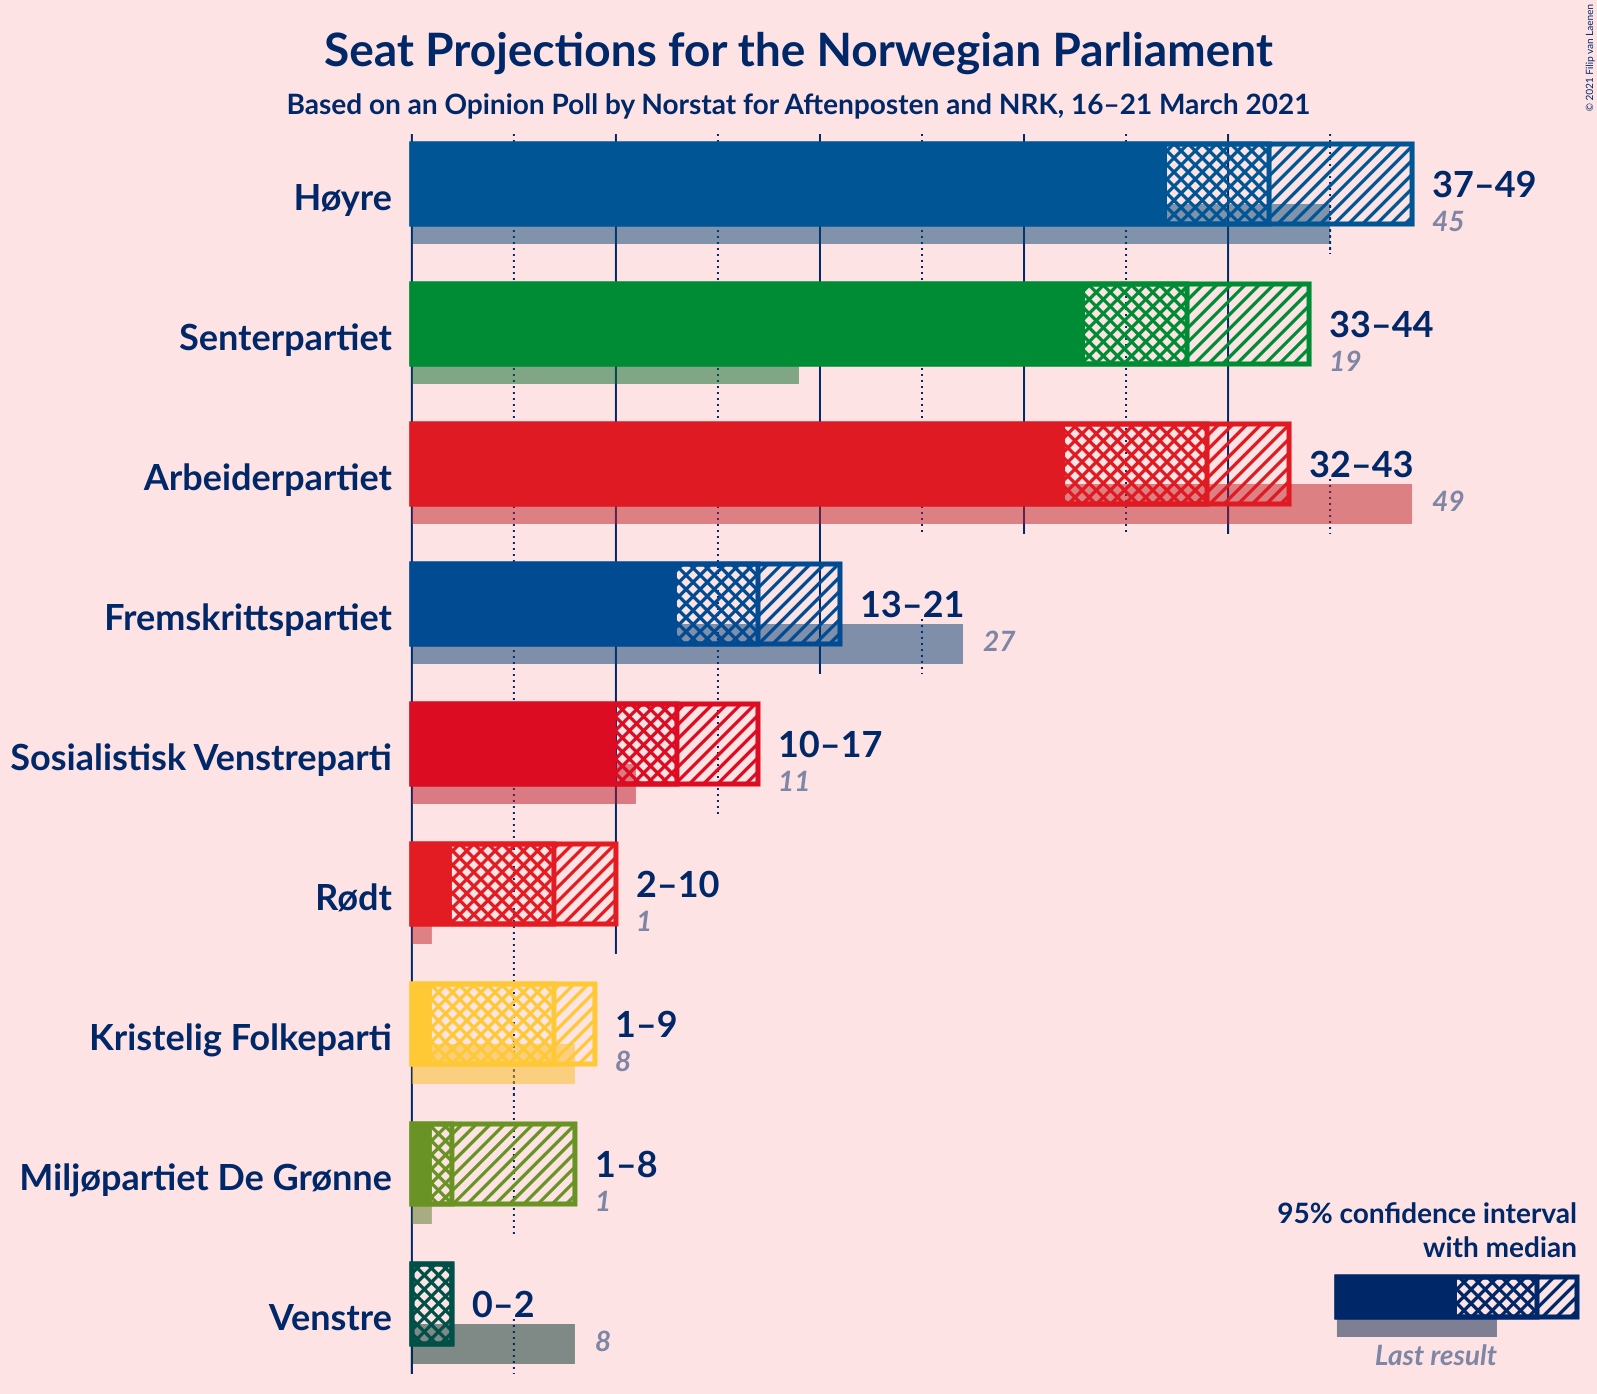 Seat Projections for the Norwegian Parliament
Based on an Opinion Poll by Norstat for Aftenposten and NRK, 16–21 March 2021
© 2021 Filip van Laenen
Høyre
37–49
45
Senterpartiet
33–44
19
Arbeiderpartiet
32–43
49
Fremskrittspartiet
13–21
27
Sosialistisk Venstreparti
10–17
11
Rødt
2–10
1
Kristelig Folkeparti
1–9
8
Miljøpartiet De Grønne
1–8
1
Venstre
0–2
8
95% confidence interval
with median
Last result